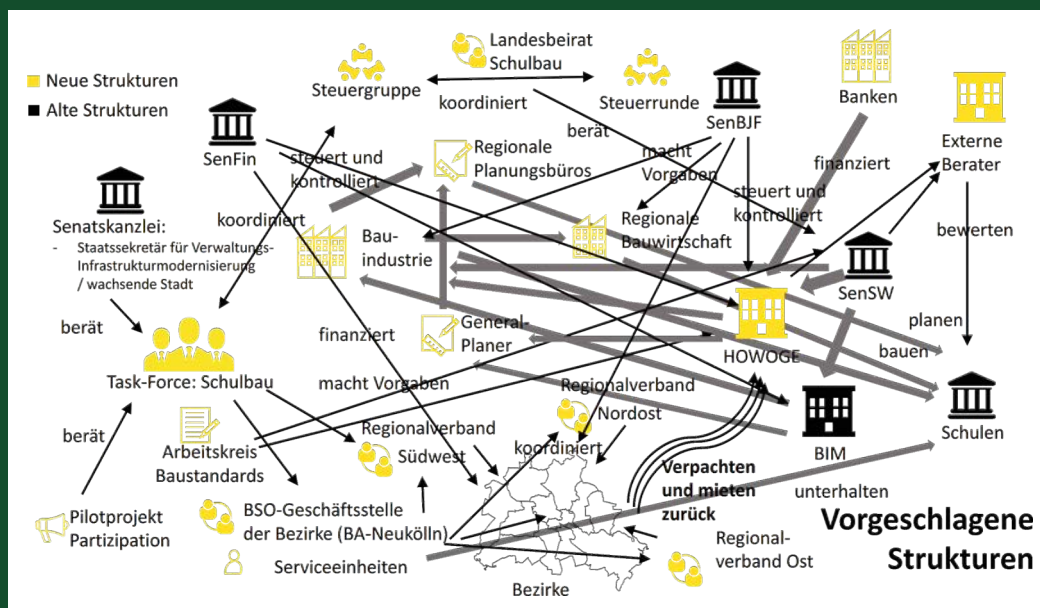 Neue Strukturen
Alte Strukturen
Steuergruppe
Landesbeirat
Schulbau
koordiniert
Steuerrunde
SenBJF
Banken
Externe
Berater
SenFin
steuert und
kontrolliert
Regionale
Planungsbüros
berät
macht
Vorgaben
finanziert
steuert und
kontrolliert
bewerten
Senatskanzlei:
- Staatssekretär für Verwaltungs-
Infrastrukturmodernisierung
/ wachsende Stadt
koordiniert
Bau-
industrie
Regionale
Bauwirtschaft
SenSW
berät
finanziert
General-
Planer
HOWOGE
planen
bauen
Task-Force: Schulbau
macht Vorgaben
Regionalverband
Nordost
BIM
Schulen
berät
Arbeitskreis
Baustandards
Regionalverband
Südwest
koordiniert
Verpachten
und mieten
zurück
unterhalten
Pilotprojekt
Partizipation
BSO-Geschäftsstelle
der Bezirke (BA-Neukölln)
Serviceeinheiten
Bezirke
Regional-
verband Ost
Vorgeschlagene
Strukturen